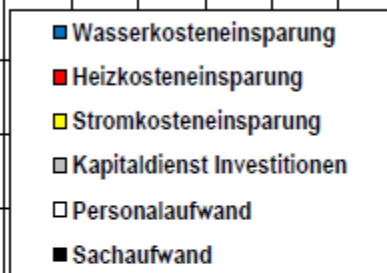 Wasserkosteneinsparung
Heizkosteneinsparung
Stromkosteneinsparung
Kapitaldienst Investitionen
Personalaufwand
Sachaufwand